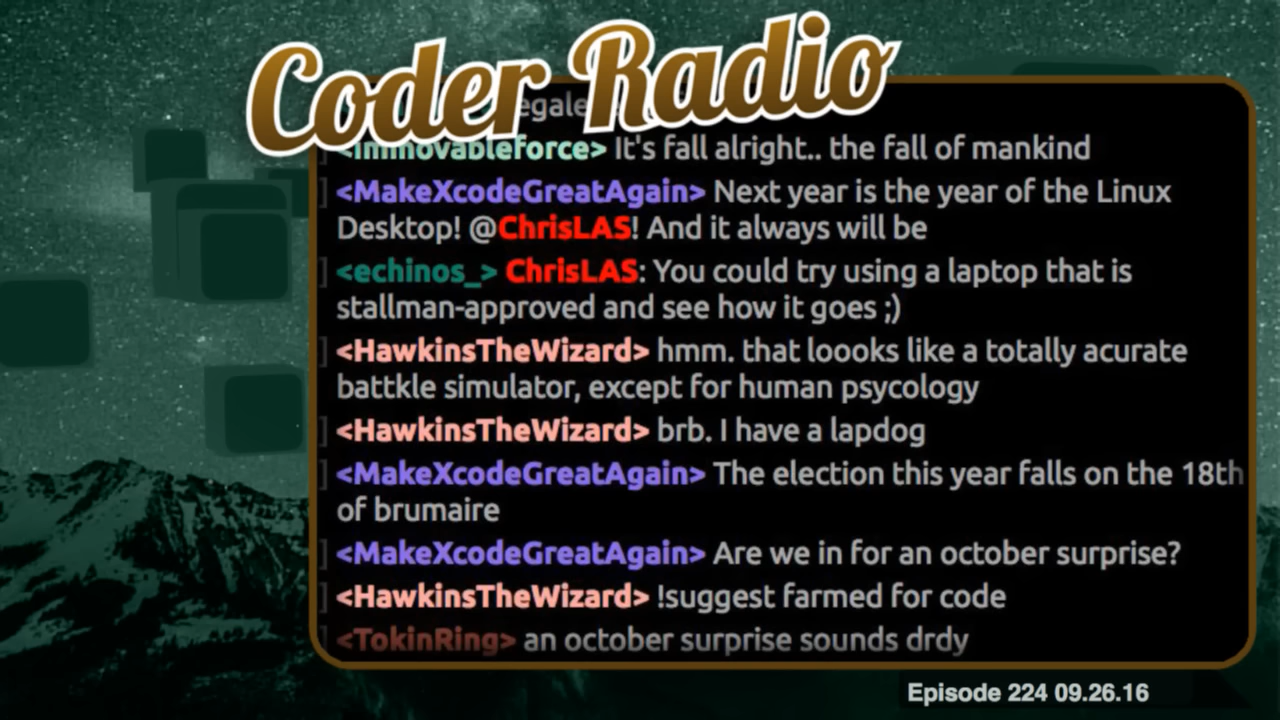 Coder Radio
<immovableforce> It's fall alright.. the fall of mankind
<MakeXcodeGreatAgain> Next year is the year of the Linux
Desktop! @ChrisLAS! And it always will be
<echinos_> ChrisLAS: You could try using a laptop that is
stallman-approved and see how it goes ;)
<HawkinsTheWizard> hmm. that loooks like a totally acurate
battkle simulator, except for human psycology
<HawkinsTheWizard> brb. I have a lapdog
<MakeXcodeGreatAgain> The election this year falls on the 18th
of brumaire
<MakeXcodeGreatAgain> Are we in for an october surprise?
<HawkinsTheWizard> !suggest farmed for code
<TokinRing> an october surprise sounds drdy
Episode 224 09.26.16